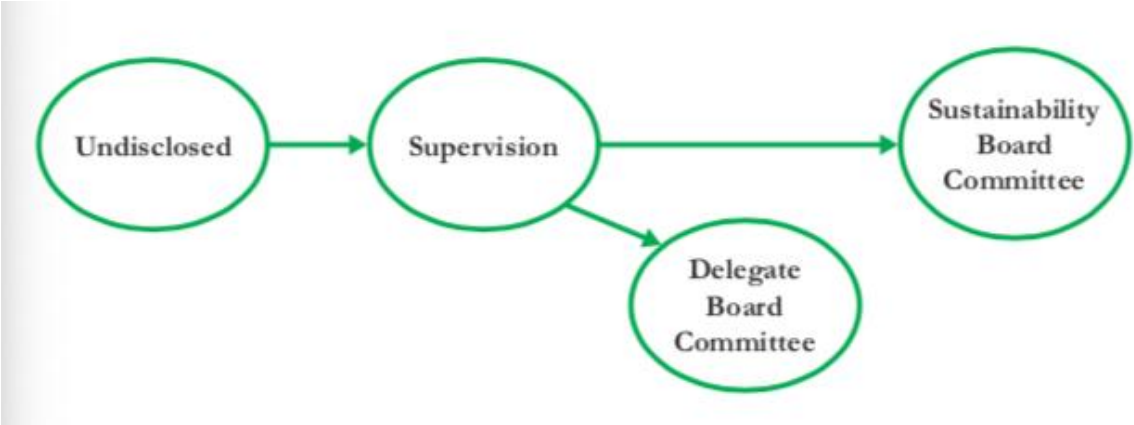 Undisclosed
Supervision
Sustainability
Board
Committee
Delegate
Board
Committee